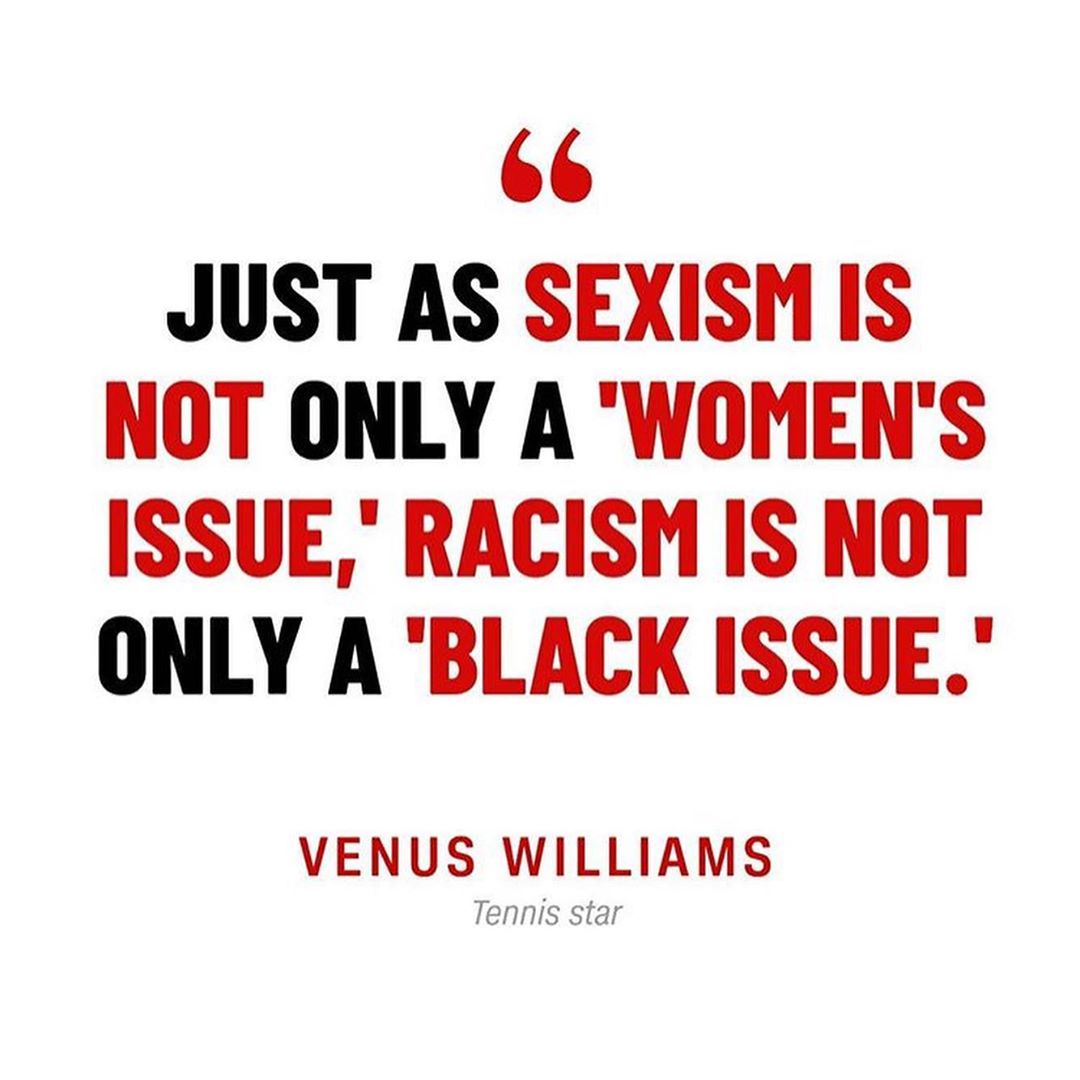 “
JUST AS SEXISM IS
NOT ONLY A 'WOMEN'S
ISSUE,' RACISM IS NOT
ONLY A 'BLACK ISSUE.'
VENUS WILLIAMS
Tennis star